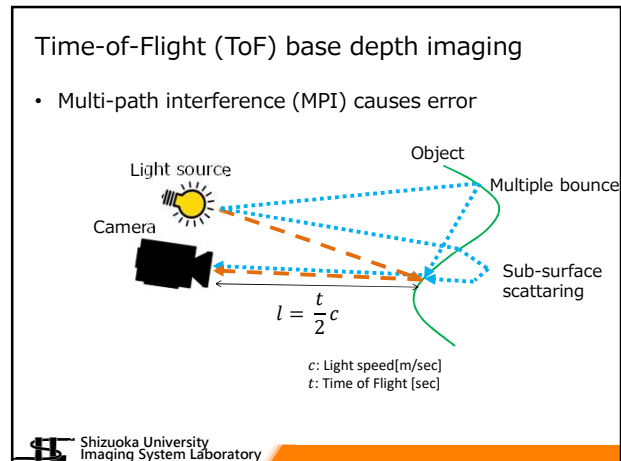 Time-of-Flight (ToF) base depth imaging
• Multi-path interference (MPI) causes error
Object
Light source
Multiple bounce
Camera
Sub-surface
scattaring
l = t/2 c
c: Light speed[m/sec]
t: Time of Flight [sec]
Shizuoka University
Imaging System Laboratory